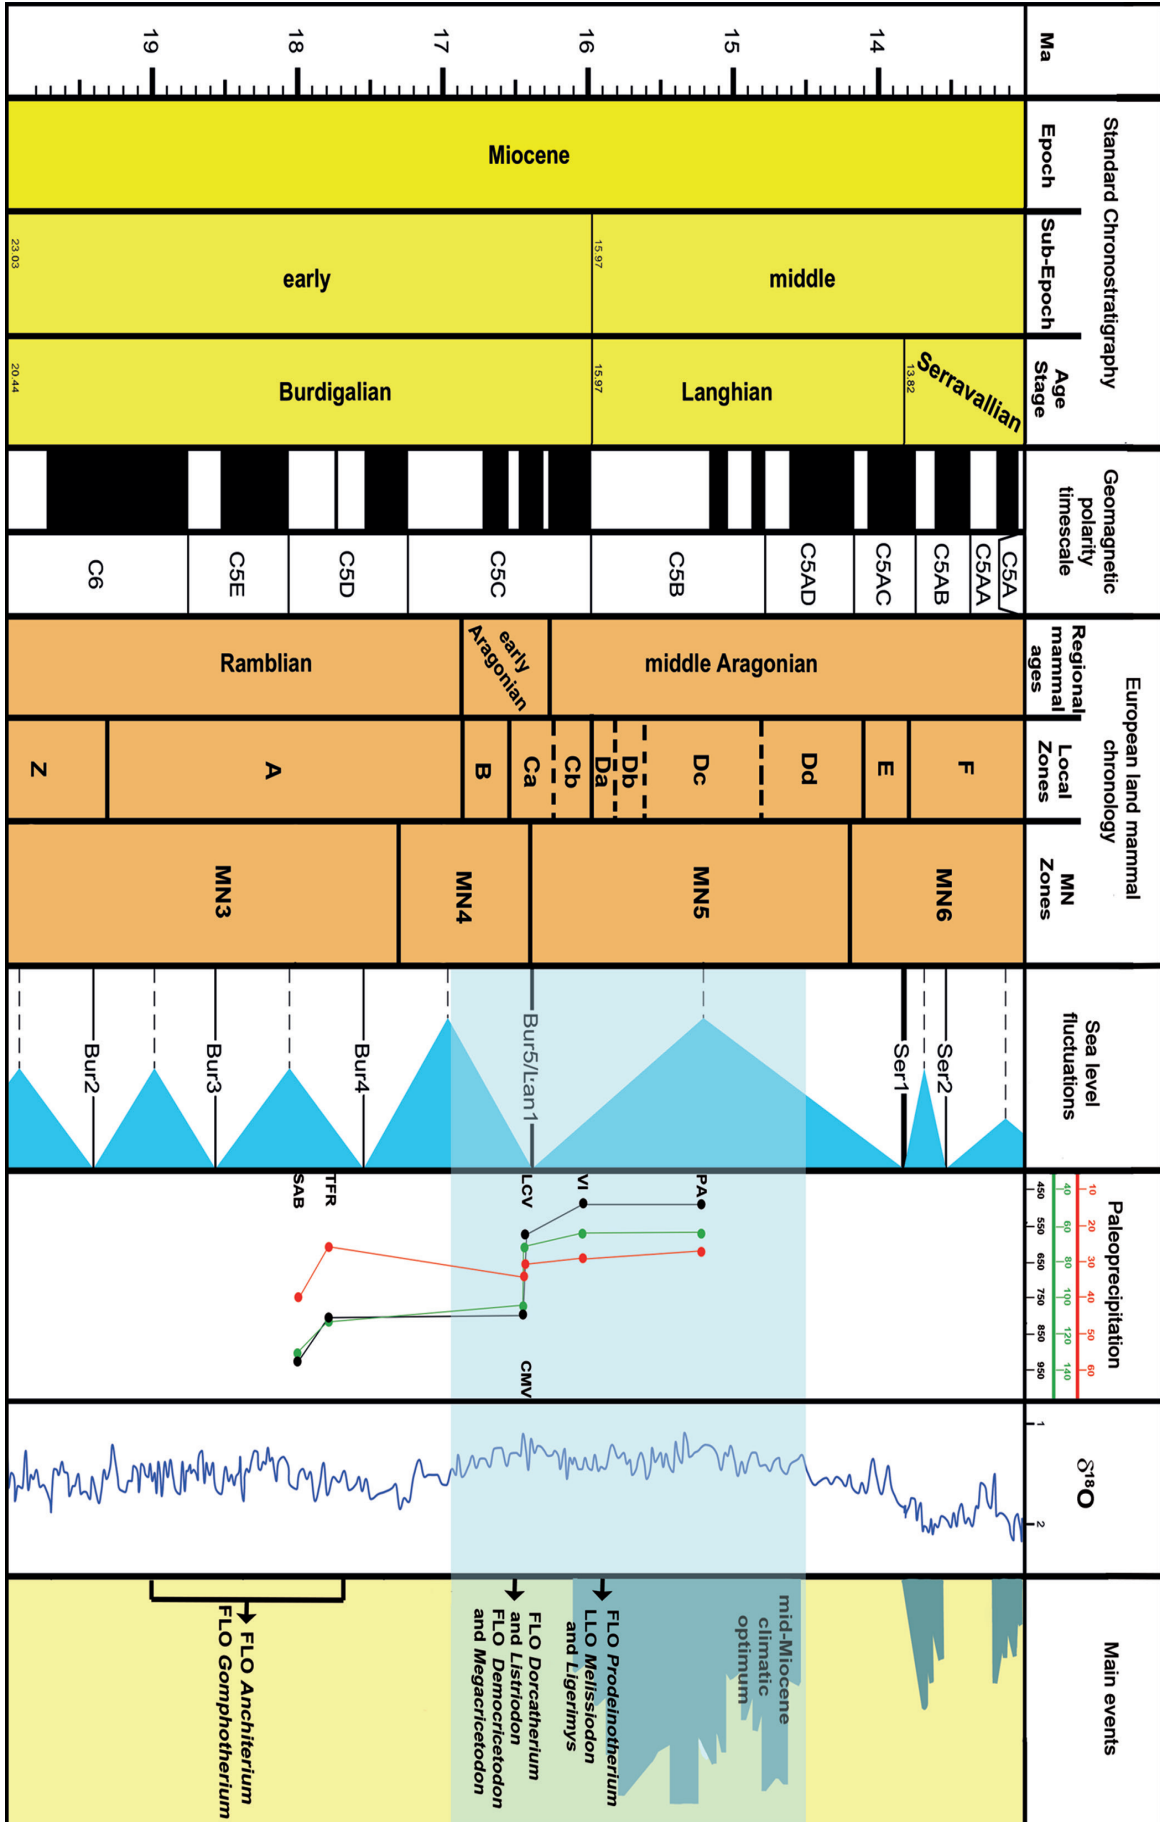 Ma
19
18
17
16
15
14
Standard Chronostratigraphy
Epoch
Miocene
Sub-Epoch
early
middle
23.03
15.97
Age
Stage
Burdigalian
Langhian
Serravallian
20.44
15.97
13.82
Geomagnetic
polarity
timescale
C6
C5E
C5D
C5C
C5B
C5AD
C5AC
C5AB
C5AA
C5A
European land mammal
chronology
Regional
mammal
ages
Ramblian
early
Aragonian
middle Aragonian
Local
Zones
Z
A
B
Ca
Cb
Da
Db
Dc
Dd
E
F
MN
Zones
MN3
MN4
MN5
MN6
Sea level
fluctuations
Bur2
Bur3
Bur4
Bur5/Lan1
Ser1
Ser2
Paleoprecipitation
10
20
30
40
50
60
40
60
80
100
120
140
450
550
650
750
850
950
SAB
TFR
LCV
VI
PA
CMV
δ18O
1
2
Main events
FLO Anchiterium
FLO Gomphotherium
FLO Dorcatherium
and Listriodon
FLO Democricetodon
and Megacricetodon
FLO Prodeinotherium
LLO Melissiodon
and Ligerimys
mid-Miocene
climatic
optimum